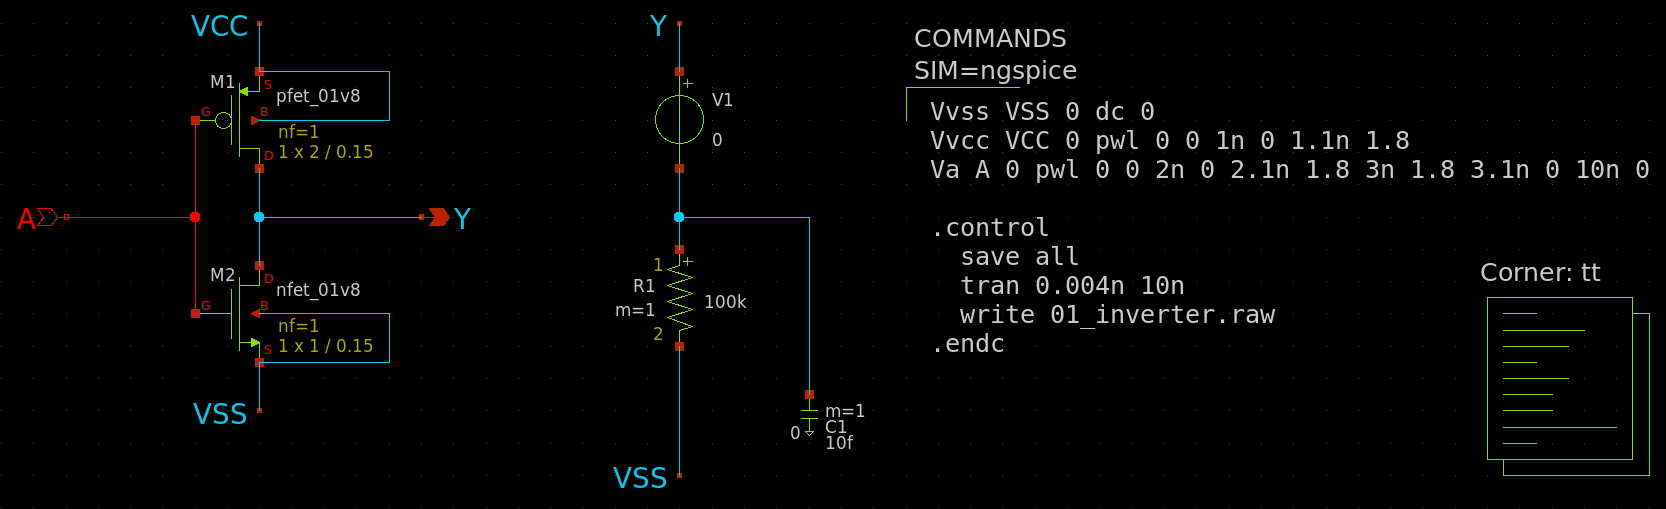 VCC
M1
S
pfet_01v8
G
B
nf=1
D
1 x 2 / 0.15
A
Y
M2
D
nfet_01v8
G
B
nf=1
S
1 x 1 / 0.15
VSS
Y
+
V1
0
1
+
R1
100k
m=1
2
m=1
0
C1
10f
VSS
COMMANDS
SIM=ngspice
Vvss VSS 0 dc 0
Vvcc VCC 0 pwl 0 0 1n 0 1.1n 1.8
Va A 0 pwl 0 0 2n 0 2.1n 1.8 3n 1.8 3.1n 0 10n 0
.control
save all
tran 0.004n 10n
write 01_inverter.raw
.endc
Corner: tt